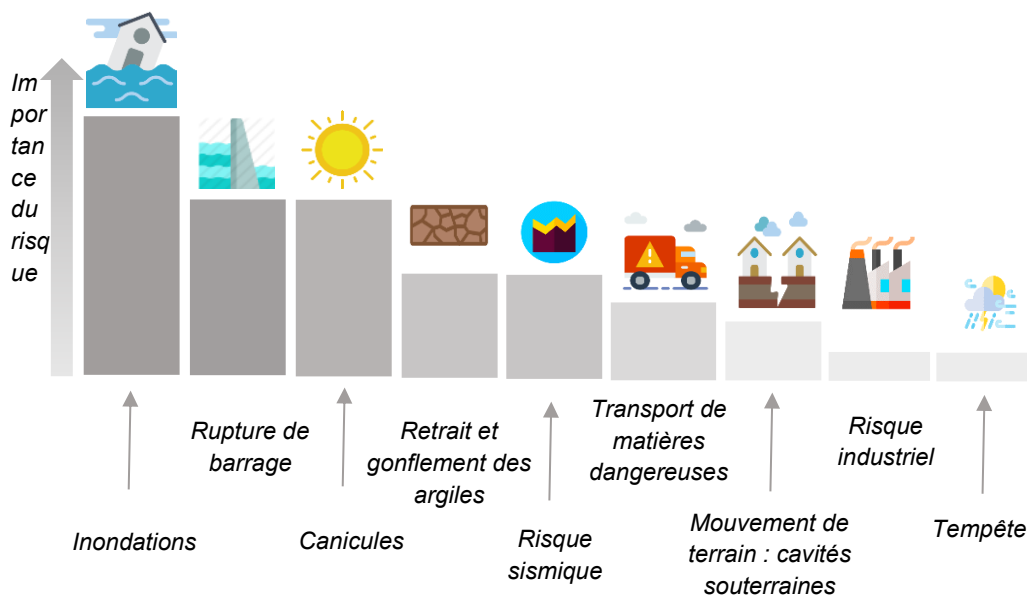 Im
por
tan
ce
du
risq
ue
Rupture de
barrage
Retrait et
gonflement des
argiles
Transport de
matières
dangereuses
Risque
industriel
Inondations
Canicules
Risque
sismique
Mouvement de
terrain : cavités
souterraines
Tempête